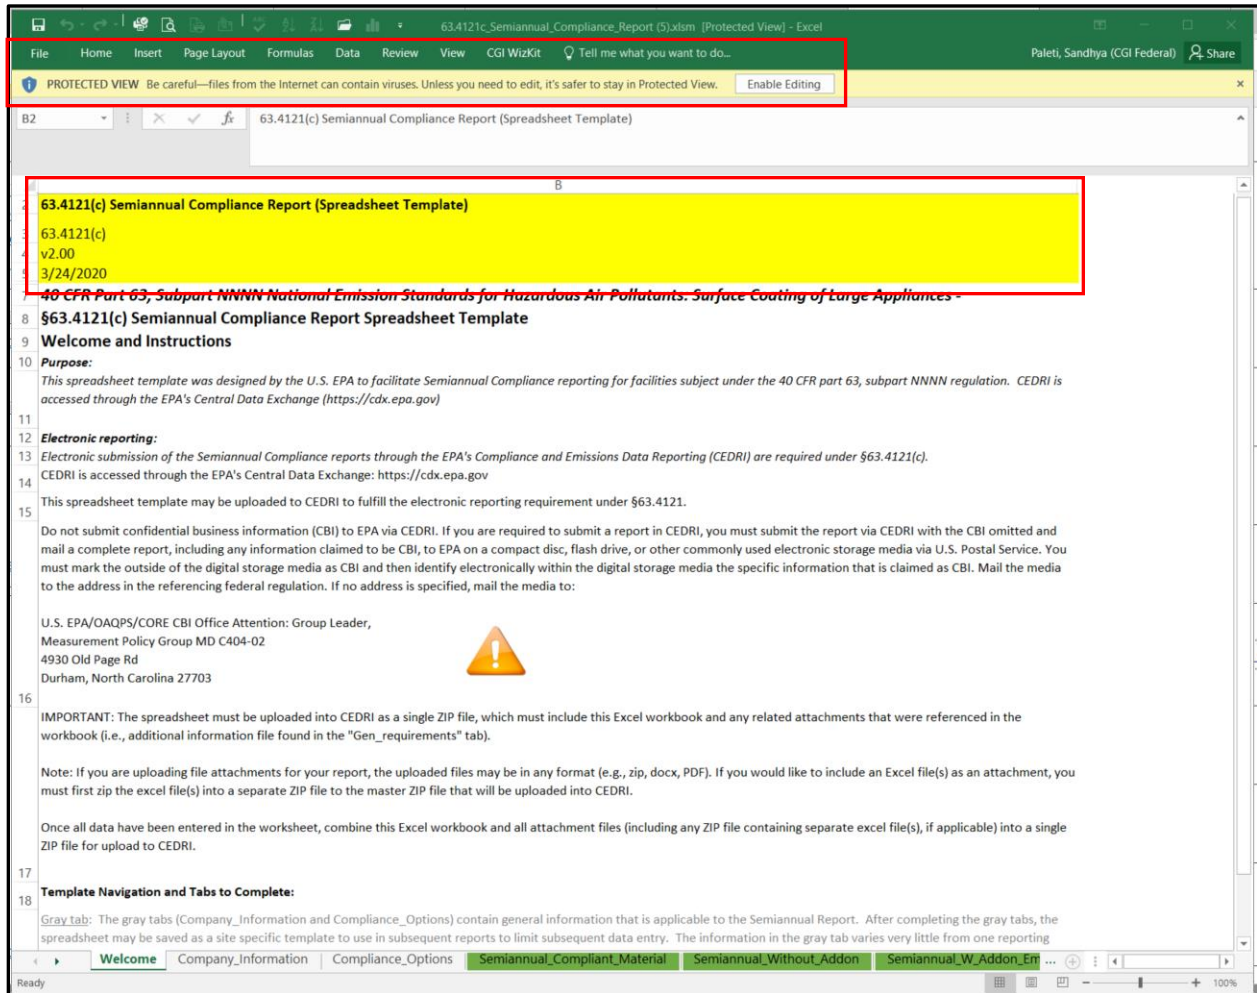 63.4121c_Semiannual_Compliance_Report (5).xlsm [Protected View] - Excel
File Home Insert Page Layout Formulas Data Review View CGI WizKit Tell me what you want to do... Paleti, Sandhya (CGI Federal) Share
PROTECTED VIEW Be careful—files from the Internet can contain viruses. Unless you need to edit, it's safer to stay in Protected View. Enable Editing
B2 fx 63.4121(c) Semiannual Compliance Report (Spreadsheet Template)
B
2 63.4121(c) Semiannual Compliance Report (Spreadsheet Template)
3 63.4121(c)
4 v2.00
5 3/24/2020
7 40 CFR Part 63, Subpart NNNN National Emission Standards for Hazardous Air Pollutants: Surface Coating of Large Appliances -
8 §63.4121(c) Semiannual Compliance Report Spreadsheet Template
9 Welcome and Instructions
10 Purpose:
This spreadsheet template was designed by the U.S. EPA to facilitate Semiannual Compliance reporting for facilities subject under the 40 CFR part 63, subpart NNNN regulation. CEDRI is
accessed through the EPA's Central Data Exchange (https://cdx.epa.gov)
11
12 Electronic reporting:
13 Electronic submission of the Semiannual Compliance reports through the EPA's Compliance and Emissions Data Reporting (CEDRI) are required under §63.4121(c).
14 CEDRI is accessed through the EPA's Central Data Exchange: https://cdx.epa.gov
15 This spreadsheet template may be uploaded to CEDRI to fulfill the electronic reporting requirement under §63.4121.
Do not submit confidential business information (CBI) to EPA via CEDRI. If you are required to submit a report in CEDRI, you must submit the report via CEDRI with the CBI omitted and
mail a complete report, including any information claimed to be CBI, to EPA on a compact disc, flash drive, or other commonly used electronic storage media via U.S. Postal Service. You
must mark the outside of the digital storage media as CBI and then identify electronically within the digital storage media the specific information that is claimed as CBI. Mail the media
to the address in the referencing federal regulation. If no address is specified, mail the media to:
U.S. EPA/OAQPS/CORE CBI Office Attention: Group Leader,
Measurement Policy Group MD C404-02
4930 Old Page Rd
Durham, North Carolina 27703
16
IMPORTANT: The spreadsheet must be uploaded into CEDRI as a single ZIP file, which must include this Excel workbook and any related attachments that were referenced in the
workbook (i.e., additional information file found in the "Gen_requirements" tab).
Note: If you are uploading file attachments for your report, the uploaded files may be in any format (e.g., zip, docx, PDF). If you would like to include an Excel file(s) as an attachment, you
must first zip the excel file(s) into a separate ZIP file to the master ZIP file that will be uploaded into CEDRI.
Once all data have been entered in the worksheet, combine this Excel workbook and all attachment files (including any ZIP file containing separate excel file(s), if applicable) into a single
ZIP file for upload to CEDRI.
17
18 Template Navigation and Tabs to Complete:
Gray tab: The gray tabs (Company_Information and Compliance_Options) contain general information that is applicable to the Semiannual Report. After completing the gray tabs, the
spreadsheet may be saved as a site specific template to use in subsequent reports to limit subsequent data entry. The information in the gray tab varies very little from one reporting
Welcome Company_Information Compliance_Options Semiannual_Compliant_Material Semiannual_Without_Addon Semiannual_W_Addon_Em ...
Ready 100%